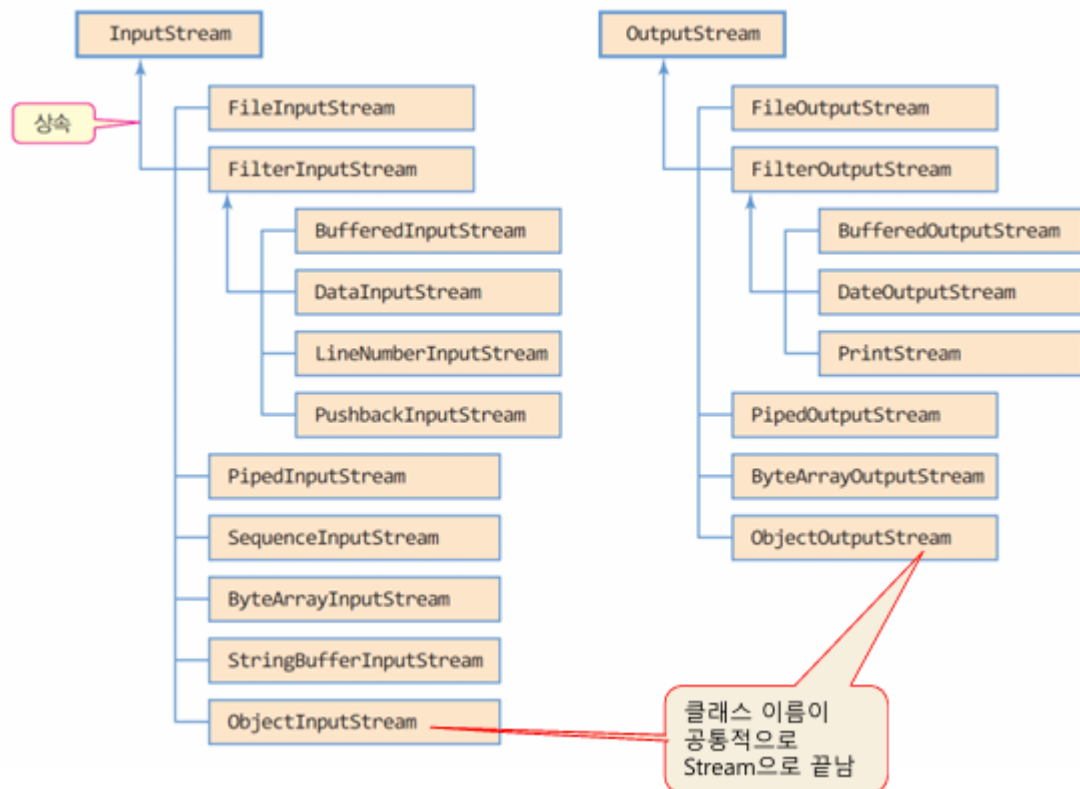 InputStream
상속
FileInputStream
FilterInputStream
BufferedInputStream
DataInputStream
LineNumberInputStream
PushbackInputStream
PipedInputStream
SequenceInputStream
ByteArrayInputStream
StringBufferInputStream
ObjectInputStream
OutputStream
FileOutputStream
FilterOutputStream
BufferedOutputStream
DateOutputStream
PrintStream
PipedOutputStream
ByteArrayOutputStream
ObjectOutputStream
클래스 이름이
공통적으로
Stream으로 끝남